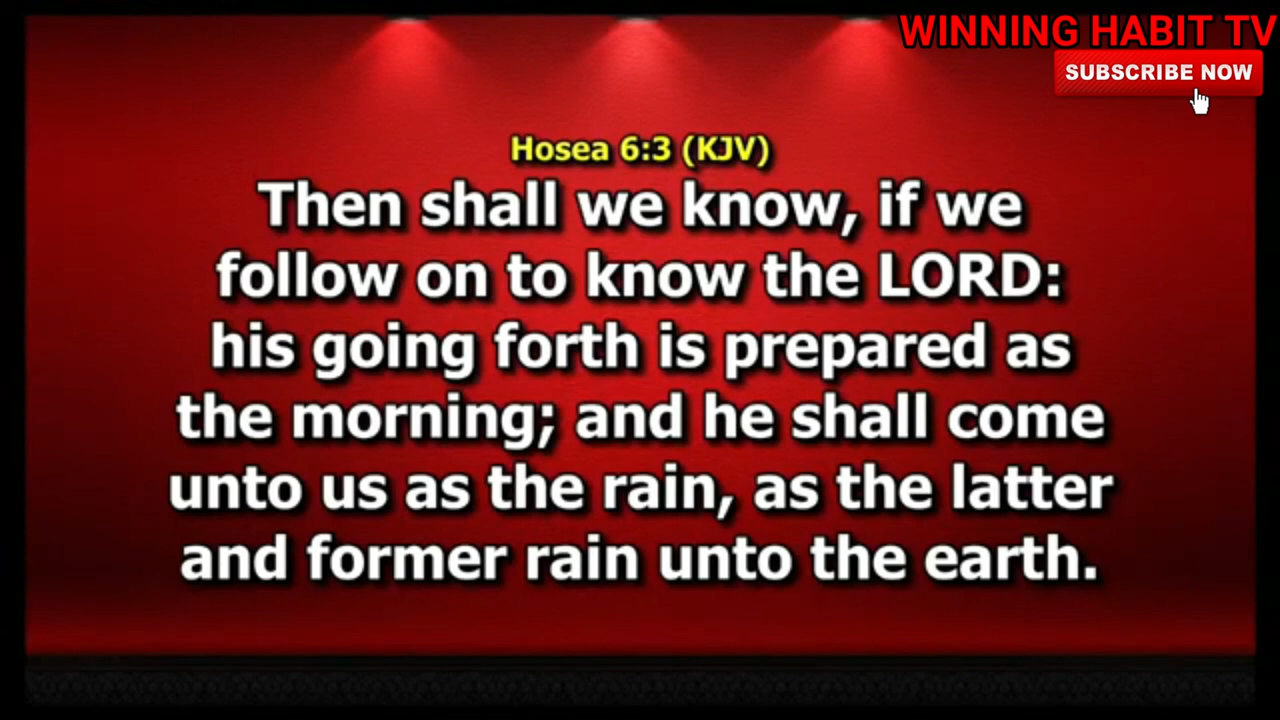 WINNING HABIT TV
SUBSCRIBE NOW
Hosea 6:3 (KJV)
Then shall we know, if we
follow on to know the LORD:
his going forth is prepared as
the morning; and he shall come
unto us as the rain, as the latter
and former rain unto the earth.